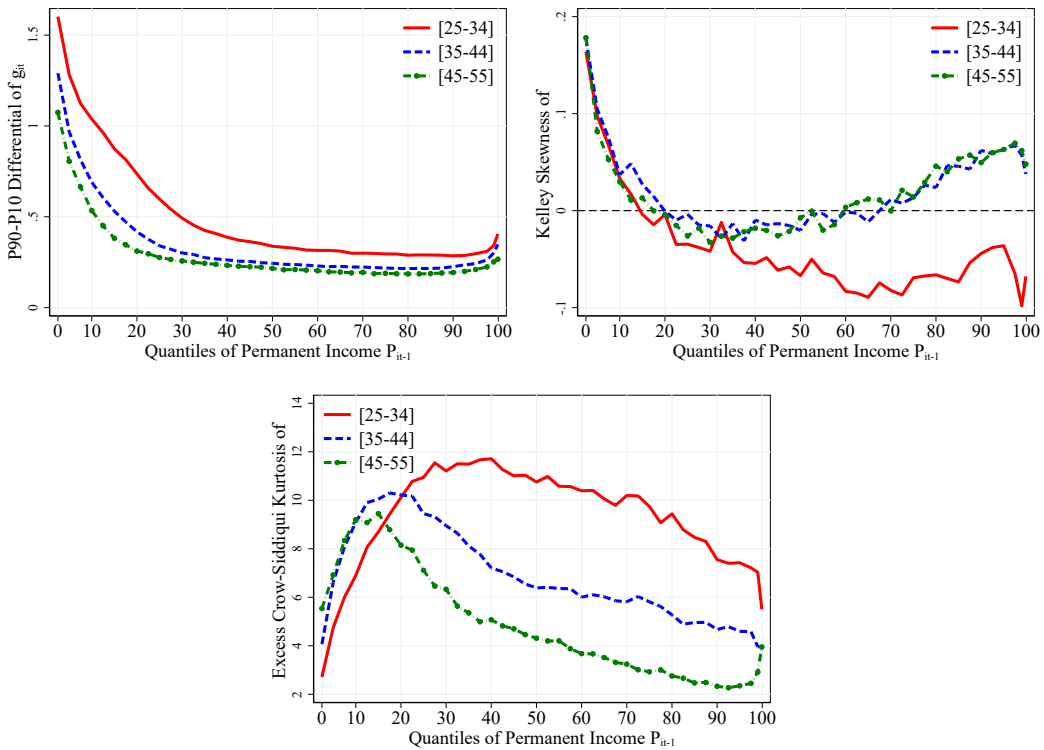 P90-P10 Differential of g_it
0
.5
1
1.5
[25-34]
[35-44]
[45-55]
0 10 20 30 40 50 60 70 80 90 100
Quantiles of Permanent Income P_it-1
Kelley Skewness of
-.1
0
.1
.2
[25-34]
[35-44]
[45-55]
0 10 20 30 40 50 60 70 80 90 100
Quantiles of Permanent Income P_it-1
Excess Crow-Siddiqui Kurtosis of
2
4
6
8
10
12
14
[25-34]
[35-44]
[45-55]
0 10 20 30 40 50 60 70 80 90 100
Quantiles of Permanent Income P_it-1